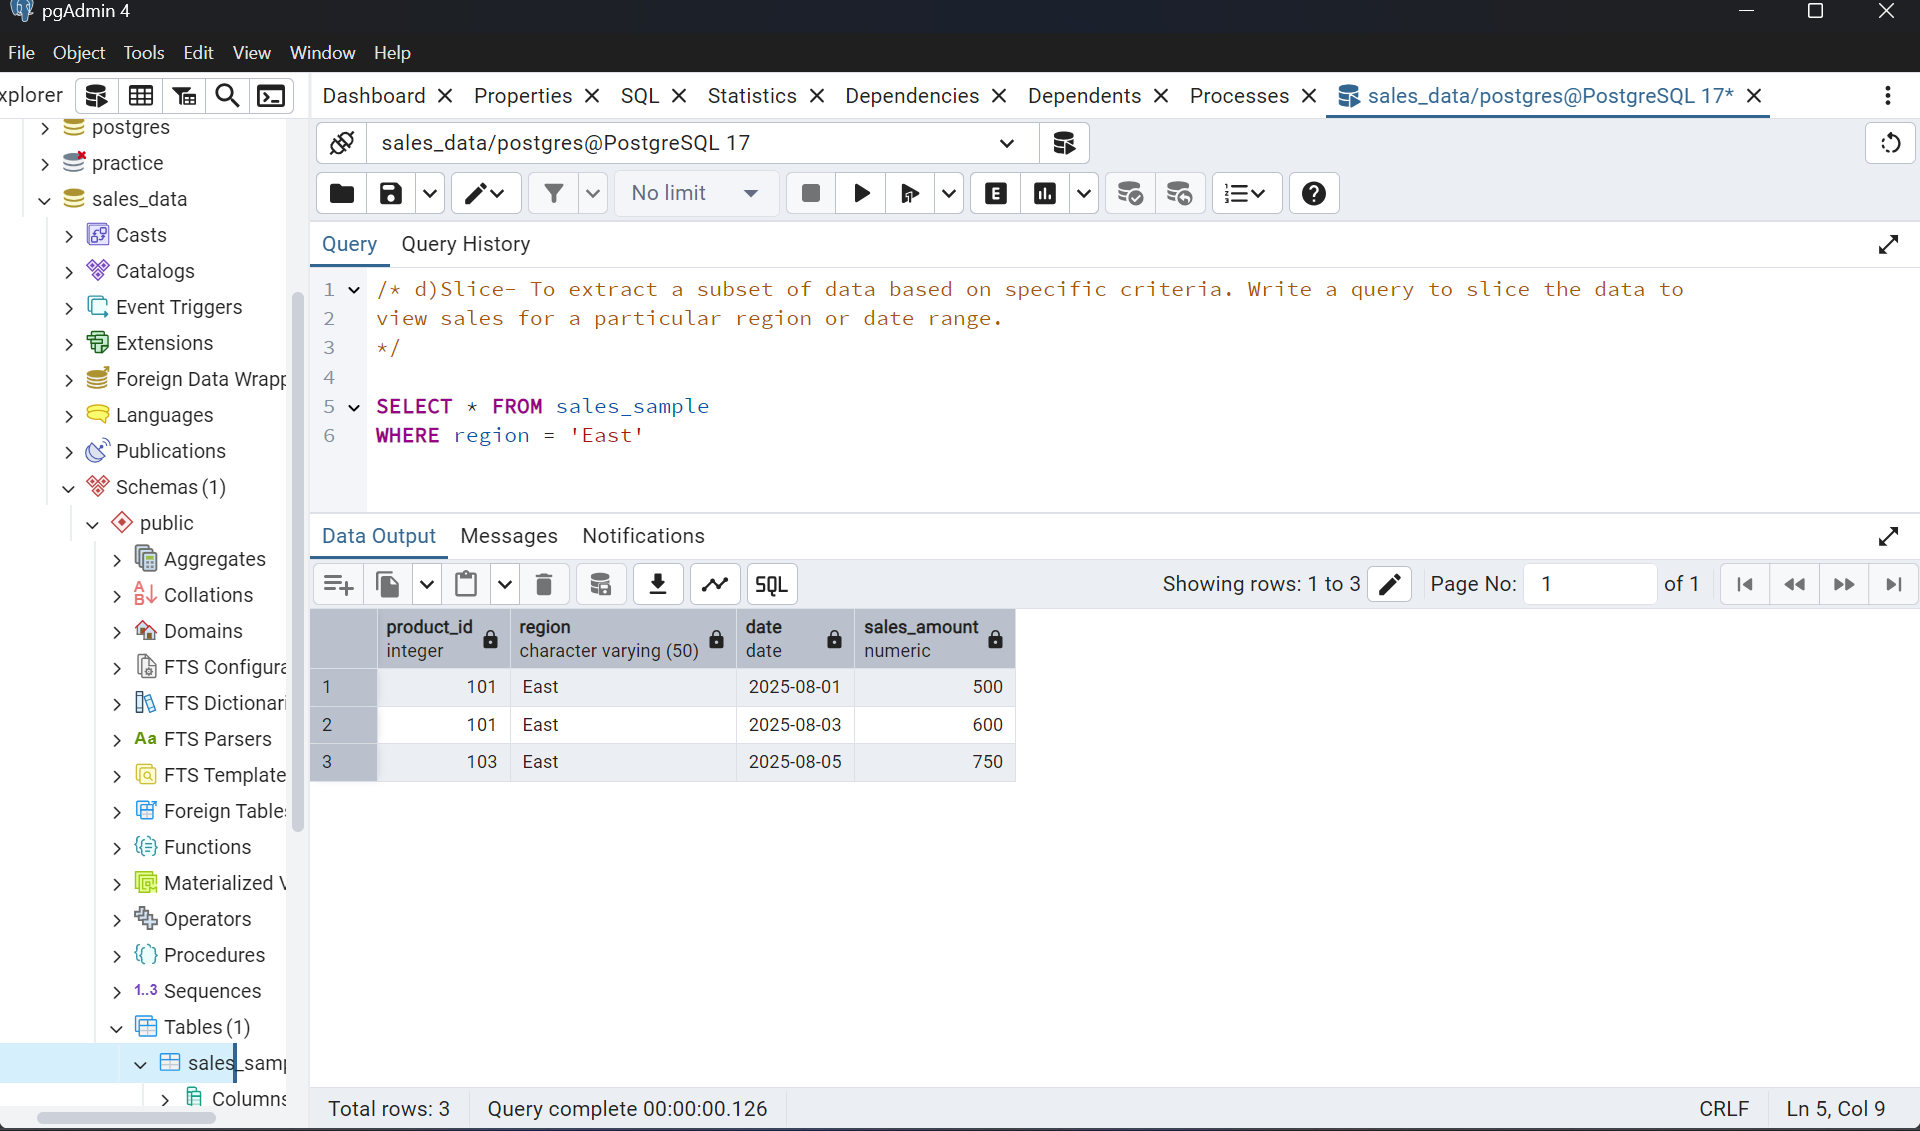 pgAdmin 4
File Object Tools Edit View Window Help
xplorer
Dashboard Properties SQL Statistics Dependencies Dependents Processes sales_data/postgres@PostgreSQL 17*
postgres
practice
sales_data
Casts
Catalogs
Event Triggers
Extensions
Foreign Data Wrapp
Languages
Publications
Schemas (1)
public
Aggregates
Collations
Domains
FTS Configura
FTS Dictionari
Aa FTS Parsers
FTS Template
Foreign Table
Functions
Materialized V
Operators
Procedures
1..3 Sequences
Tables (1)
sales_samp
Columns
sales_data/postgres@PostgreSQL 17
No limit
E
Query Query History
1 /* d)Slice- To extract a subset of data based on specific criteria. Write a query to slice the data to
2 view sales for a particular region or date range.
3 */
4
5 SELECT * FROM sales_sample
6 WHERE region = 'East'
Data Output Messages Notifications
SQL Showing rows: 1 to 3 Page No: 1 of 1
product_id region date sales_amount
integer character varying (50) date numeric
1 101 East 2025-08-01 500
2 101 East 2025-08-03 600
3 103 East 2025-08-05 750
Total rows: 3 Query complete 00:00:00.126 CRLF Ln 5, Col 9